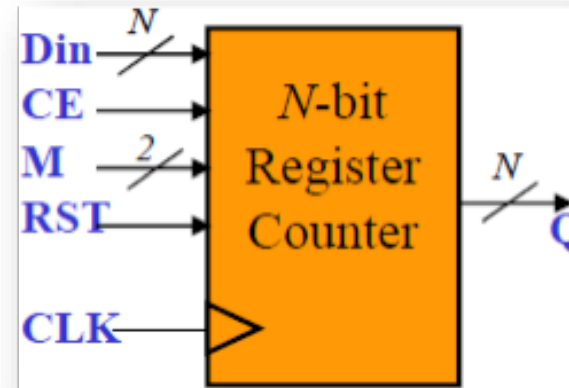 Din
N
CE
M
2
RST
CLK
N-bit
Register
Counter
N
Q